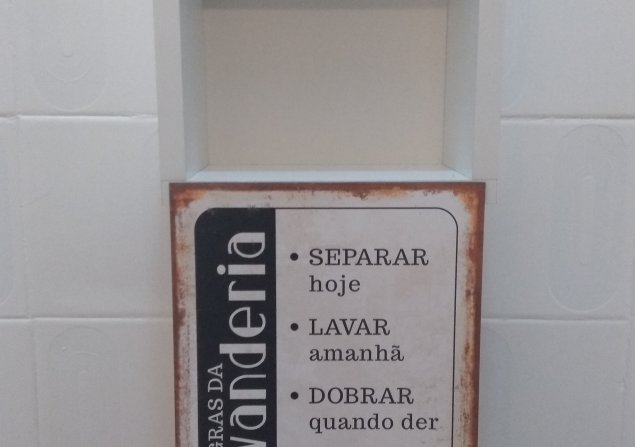 GRAS DA
vanderia
• SEPARAR
hoje
• LAVAR
amanhã
• DOBRAR
quando der